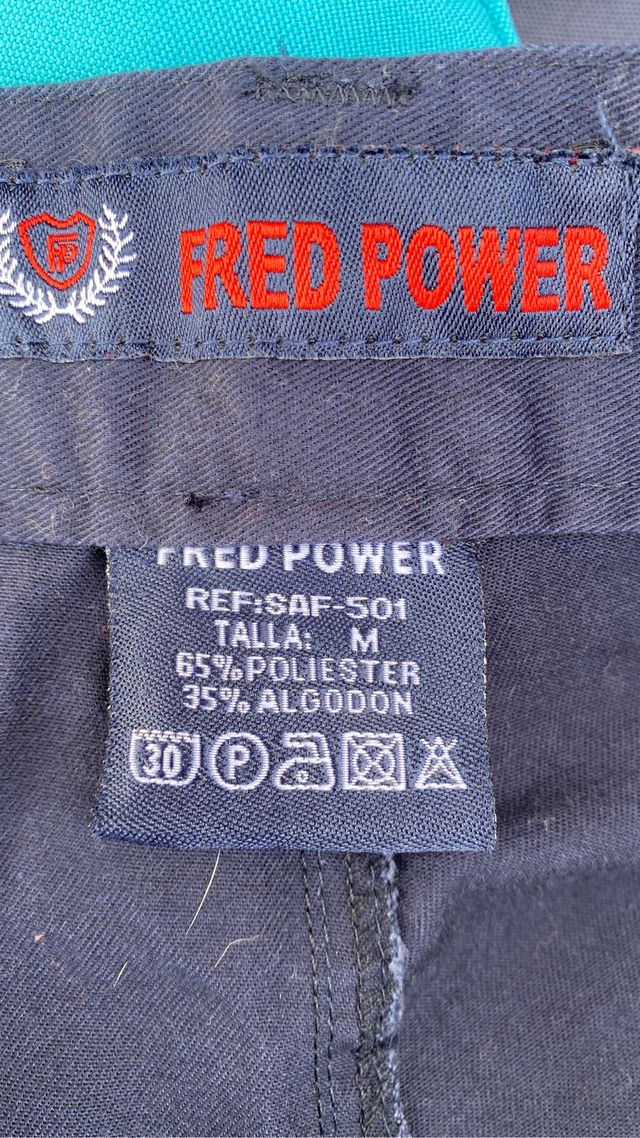 FP
FRED POWER
FRED POWER
REF:SAF-501
TALLA: M
65%POLIESTER
35%ALGODON
30 P